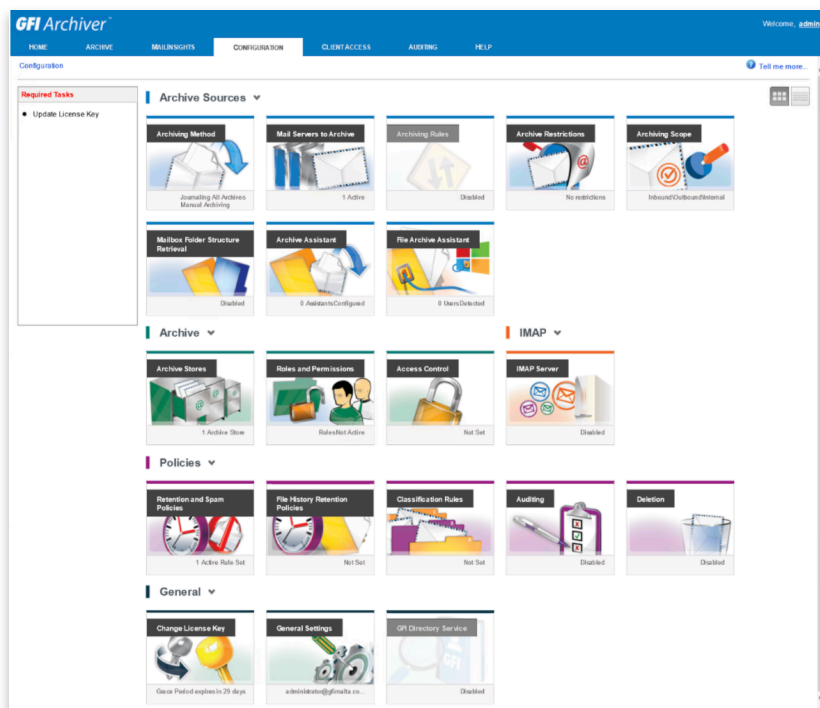 GFI Archiver™
Welcome, admin
HOME ARCHIVE MAILINSIGHTS CONFIGURATION CLIENT ACCESS AUDITING HELP
Configuration
Tell me more...
Required Tasks
Update License Key
Archive Sources
Archiving Method
Journaling All Archives
Manual Archiving
Mail Servers to Archive
1 Active
Archiving Rules
Disabled
Archive Restrictions
No restrictions
Archiving Scope
Inbound\Outbound\Internal
Mailbox Folder Structure
Retrieval
Disabled
Archive Assistant
0 Assistants Configured
File Archive Assistant
0 Users Detected
Archive
Archive Stores
1 Archive Store
Roles and Permissions
Rules Not Active
Access Control
Not Set
IMAP
IMAP Server
Disabled
Policies
Retention and Spam
Policies
1 Active Rule Set
File History Retention
Policies
Not Set
Classification Rules
Not Set
Auditing
Disabled
Deletion
Disabled
General
Change License Key
Grace Period expires in 29 days
General Settings
administrator@gfimalta.co...
GFI Directory Service
GFI
Disabled